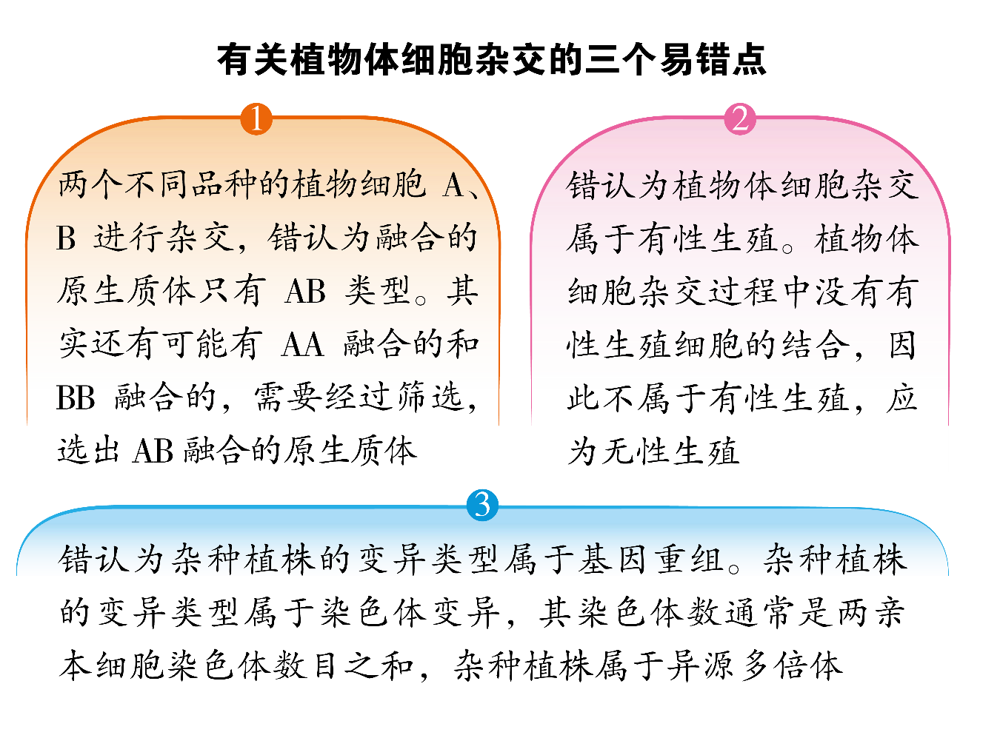 有关植物体细胞杂交的三个易错点
1
两个不同品种的植物细胞 A、
B 进行杂交，错认为融合的
原生质体只有 AB 类型。其
实还有可能有 AA 融合的和
BB 融合的，需要经过筛选，
选出 AB 融合的原生质体
2
错认为植物体细胞杂交
属于有性生殖。植物体
细胞杂交过程中没有有
性生殖细胞的结合，因
此不属于有性生殖，应
为无性生殖
3
错认为杂种植株的变异类型属于基因重组。杂种植株
的变异类型属于染色体变异，其染色体数通常是两亲
本细胞染色体数目之和，杂种植株属于异源多倍体